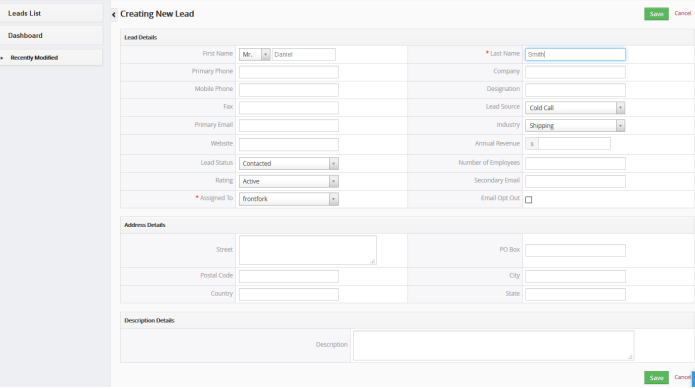 Leads List
Dashboard
Recently Modified
Creating New Lead
Save Cancel
Lead Details
First Name Mr. Daniel * Last Name Smith
Primary Phone Company
Mobile Phone Designation
Fax Lead Source Cold Call
Primary Email Industry Shipping
Website Annual Revenue $
Lead Status Contacted Number of Employees
Rating Active Secondary Email
* Assigned To frontfork Email Opt Out
Address Details
Street PO Box
Postal Code City
Country State
Description Details
Description
Save Cancel